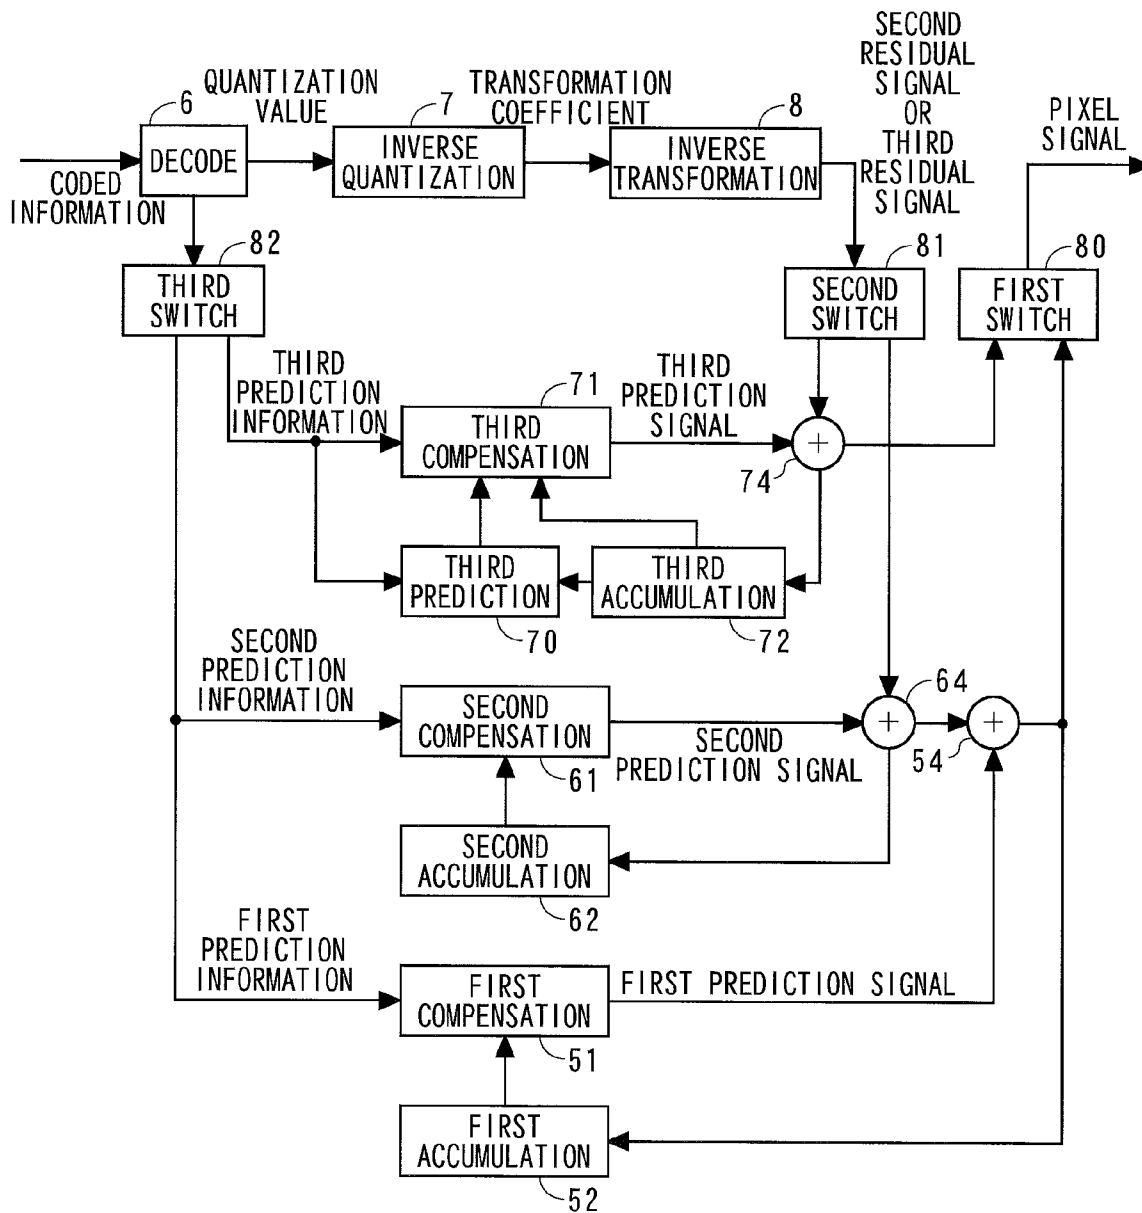 SECOND
RESIDUAL
SIGNAL
OR
THIRD
RESIDUAL
SIGNAL
PIXEL
SIGNAL
QUANTIZATION
VALUE
TRANSFORMATION
COEFFICIENT
6
7
8
DECODE
INVERSE
QUANTIZATION
INVERSE
TRANSFORMATION
CODED
INFORMATION
82
81
80
THIRD
SWITCH
SECOND
SWITCH
FIRST
SWITCH
THIRD
PREDICTION
INFORMATION
71
THIRD
PREDICTION
SIGNAL
THIRD
COMPENSATION
+
74
THIRD
PREDICTION
THIRD
ACCUMULATION
70
72
SECOND
PREDICTION
INFORMATION
64
SECOND
COMPENSATION
+
+
54
SECOND
PREDICTION SIGNAL
61
SECOND
ACCUMULATION
62
FIRST
PREDICTION
INFORMATION
FIRST
COMPENSATION
FIRST PREDICTION SIGNAL
51
FIRST
ACCUMULATION
52